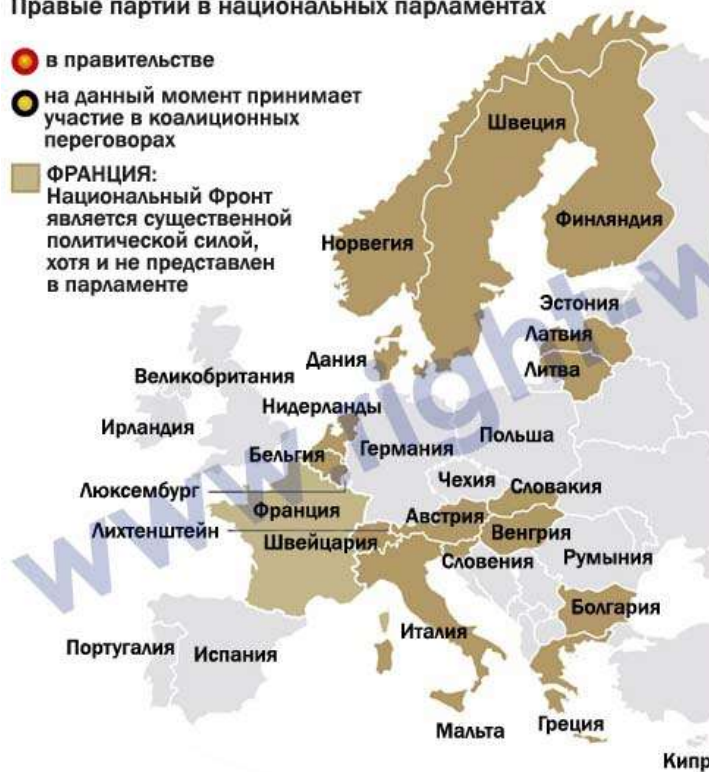 Правые партии в национальных парламентах
в правительстве
на данный момент принимает
участие в коалиционных
переговорах
ФРАНЦИЯ:
Национальный Фронт
является существенной
политической силой,
хотя и не представлен
в парламенте
Швеция
Финляндия
Норвегия
Эстония
Латвия
Дания
Литва
Великобритания
Нидерланды
Ирландия
Польша
Бельгия
Германия
Чехия
Словакия
Люксембург
Франция
Австрия
Лихтенштейн
Венгрия
Швейцария
Словения
Румыния
Болгария
Италия
Португалия
Испания
Мальта
Греция
Кипр
www.right-w